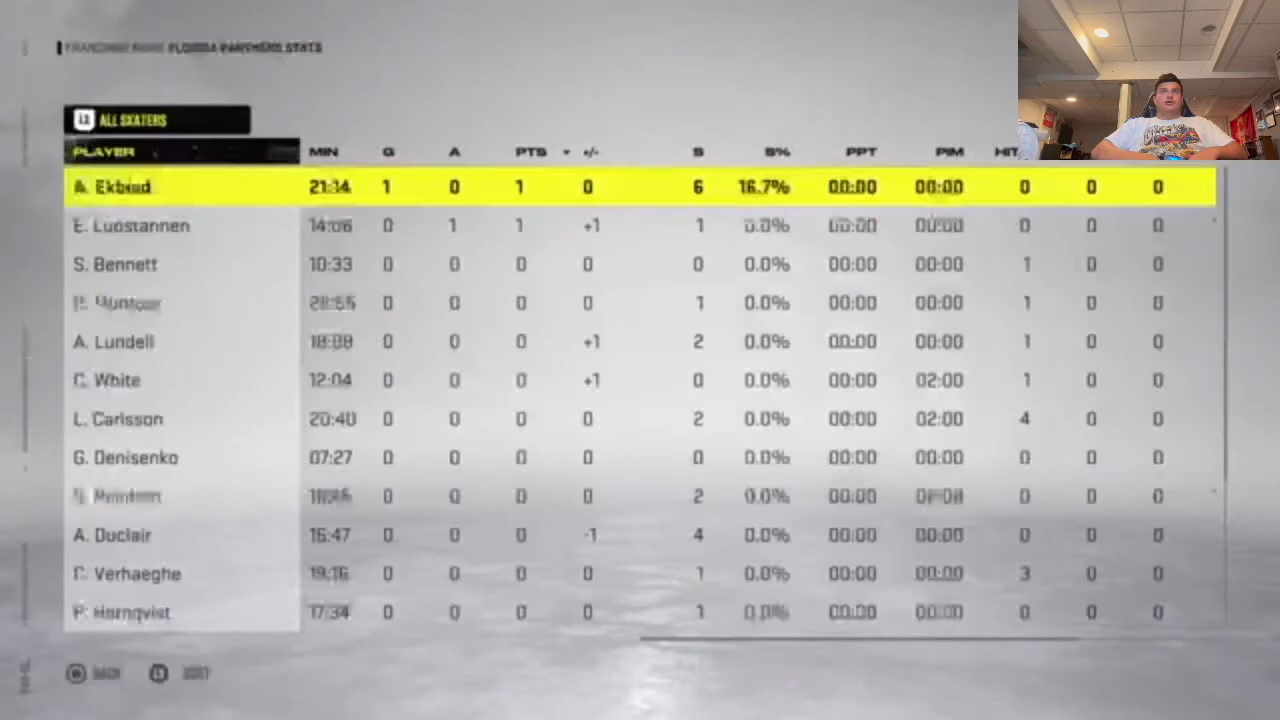 FRANCHISE MODE FLORIDA PANTHERS STATS
L2 ALL SKATERS
PLAYER MIN G A PTS +/- S S% PPT PIM HIT
A. Ekblad 21:14 1 0 1 0 6 16.7% 00:00 00:00 0 0 0
E. Luostarinen 14:06 0 1 1 +1 1 0.0% 00:00 00:00 0 0 0
S. Bennett 10:33 0 0 0 0 0 0.0% 00:00 00:00 1 0 0
0 0 0 0 1 0.0% 00:00 00:00 1 0 0
A. Lundell 0 0 0 +1 2 0.0% 00:00 00:00 1 0 0
C. White 12:04 0 0 0 +1 0 0.0% 00:00 02:00 1 0 0
L. Carlsson 20:40 0 0 0 0 2 0.0% 00:00 02:00 4 0 0
G. Denisenko 07:27 0 0 0 0 0 0.0% 00:00 00:00 0 0 0
0 0 0 0 2 0.0% 00:00 0 0 0
A. Duclair 0 0 0 -1 4 0.0% 00:00 00:00 0 0 0
C. Verhaeghe 19:16 0 0 0 0 1 0.0% 00:00 00:00 3 0 0
P. Hornqvist 17:34 0 0 0 0 1 0.0% 00:00 00:00 0 0 0
BACK SORT